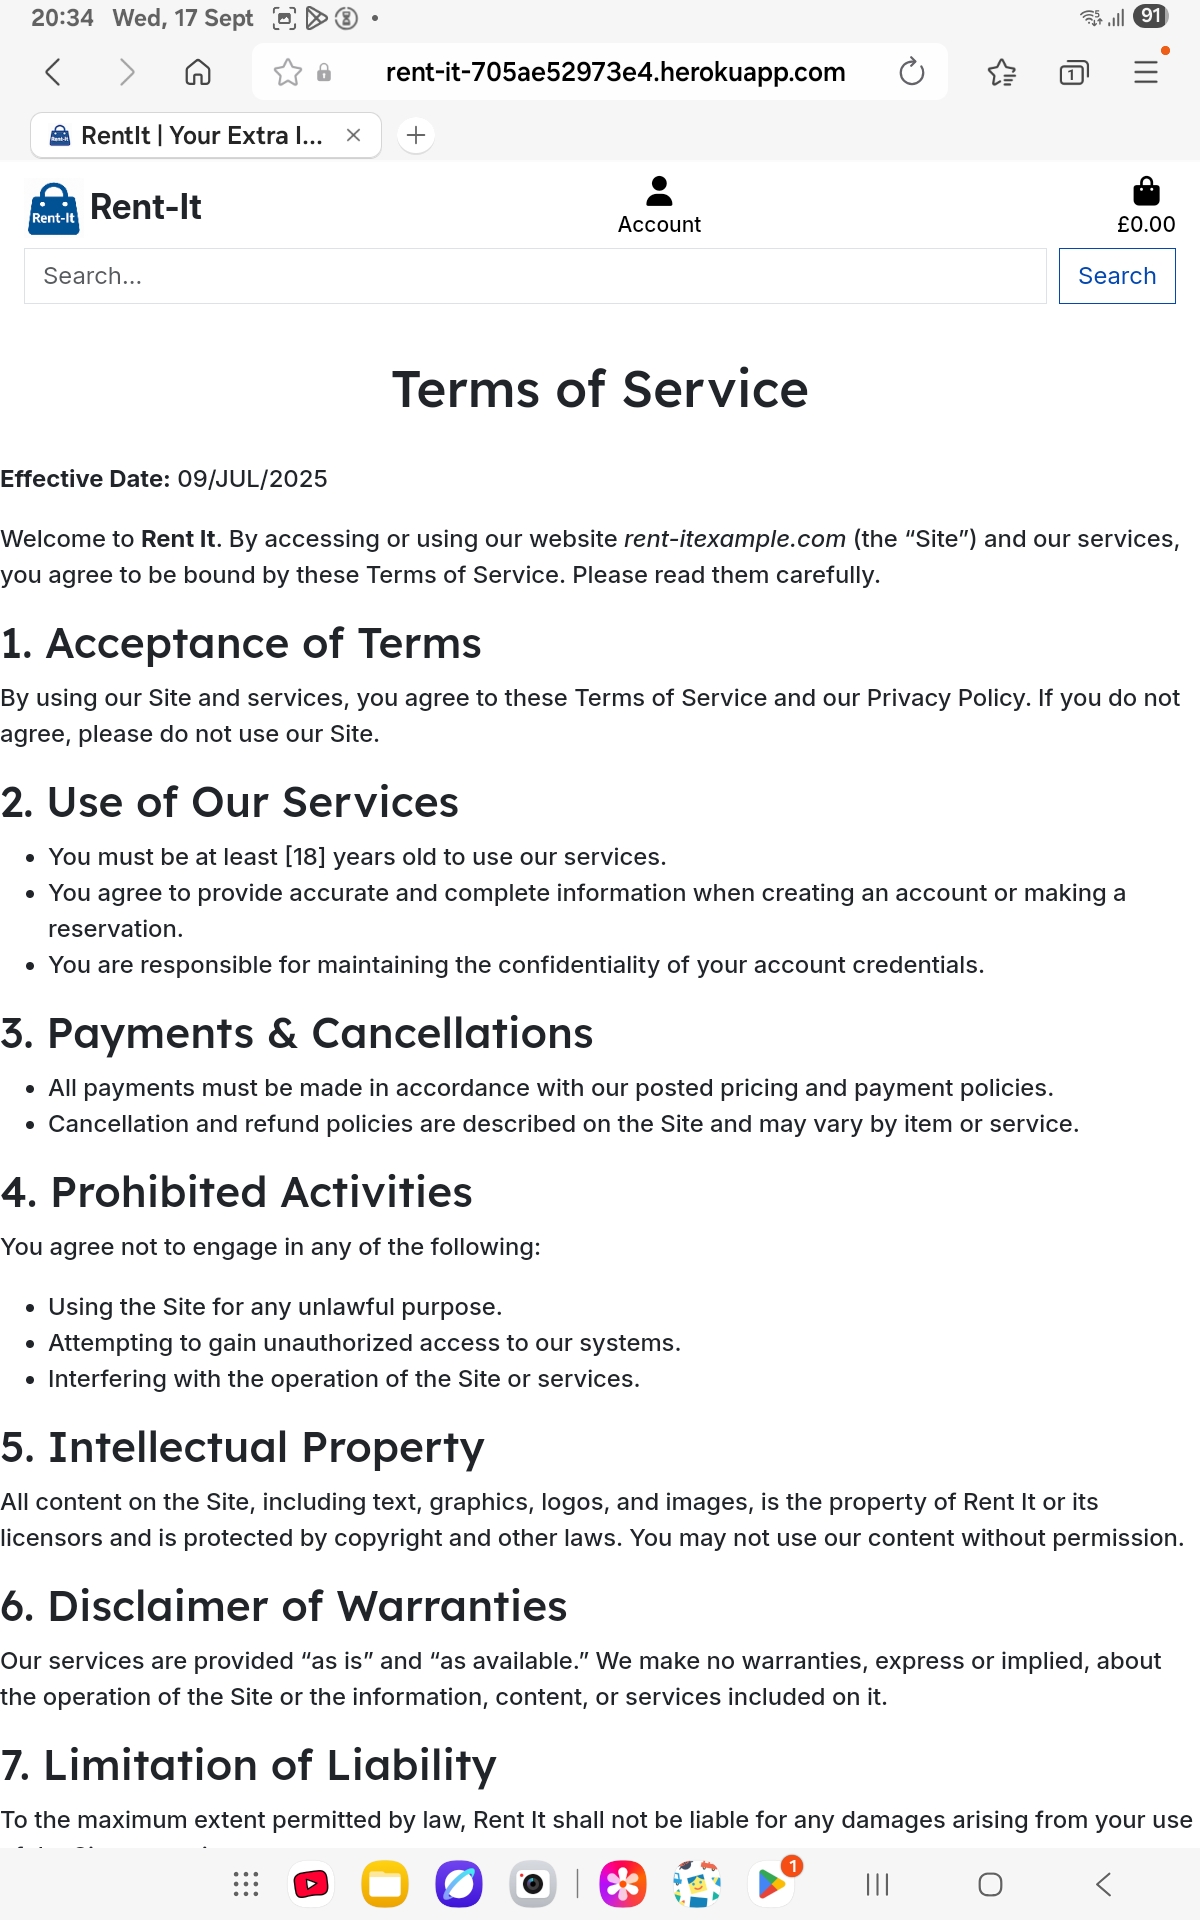 20:34 Wed, 17 Sept
91
rent-it-705ae52973e4.herokuapp.com
1
RentIt | Your Extra I...
Rent-It
Rent-It
Account
£0.00
Search...
Search
Terms of Service
Effective Date: 09/JUL/2025
Welcome to Rent It. By accessing or using our website rent-itexample.com (the “Site”) and our services,
you agree to be bound by these Terms of Service. Please read them carefully.
1. Acceptance of Terms
By using our Site and services, you agree to these Terms of Service and our Privacy Policy. If you do not
agree, please do not use our Site.
2. Use of Our Services
• You must be at least [18] years old to use our services.
• You agree to provide accurate and complete information when creating an account or making a
reservation.
• You are responsible for maintaining the confidentiality of your account credentials.
3. Payments & Cancellations
• All payments must be made in accordance with our posted pricing and payment policies.
• Cancellation and refund policies are described on the Site and may vary by item or service.
4. Prohibited Activities
You agree not to engage in any of the following:
• Using the Site for any unlawful purpose.
• Attempting to gain unauthorized access to our systems.
• Interfering with the operation of the Site or services.
5. Intellectual Property
All content on the Site, including text, graphics, logos, and images, is the property of Rent It or its
licensors and is protected by copyright and other laws. You may not use our content without permission.
6. Disclaimer of Warranties
Our services are provided “as is” and “as available.” We make no warranties, express or implied, about
the operation of the Site or the information, content, or services included on it.
7. Limitation of Liability
To the maximum extent permitted by law, Rent It shall not be liable for any damages arising from your use
1